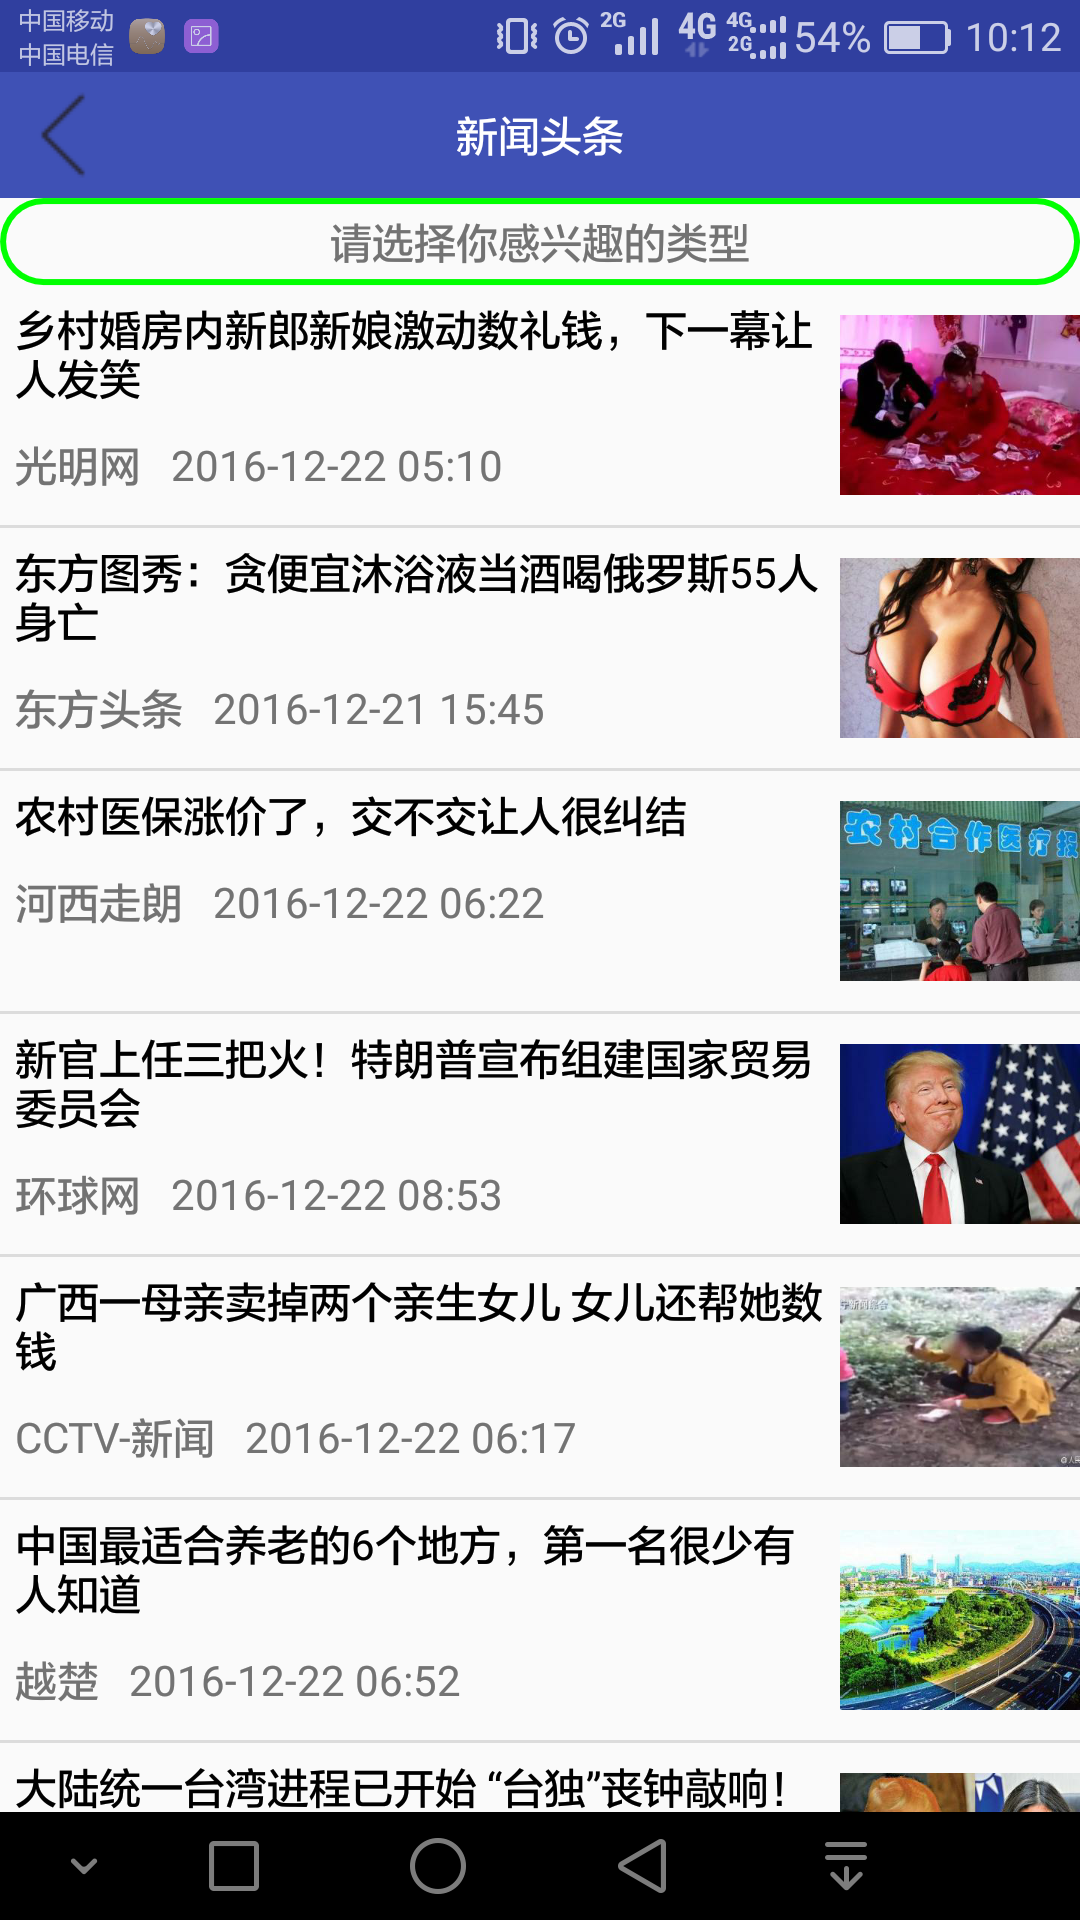 中国移动
中国电信
2G
4G
4G
2G
54%
10:12
新闻头条
请选择你感兴趣的类型
乡村婚房内新郎新娘激动数礼钱，下一幕让
人发笑
光明网 2016-12-22 05:10
东方图秀：贪便宜沐浴液当酒喝俄罗斯55人
身亡
东方头条 2016-12-21 15:45
农村医保涨价了，交不交让人很纠结
农村合作医疗报
河西走朗 2016-12-22 06:22
新官上任三把火！特朗普宣布组建国家贸易
委员会
环球网 2016-12-22 08:53
广西一母亲卖掉两个亲生女儿 女儿还帮她数
钱
CCTV-新闻 2016-12-22 06:17
中国最适合养老的6个地方，第一名很少有
人知道
越楚 2016-12-22 06:52
大陆统一台湾进程已开始 “台独”丧钟敲响！